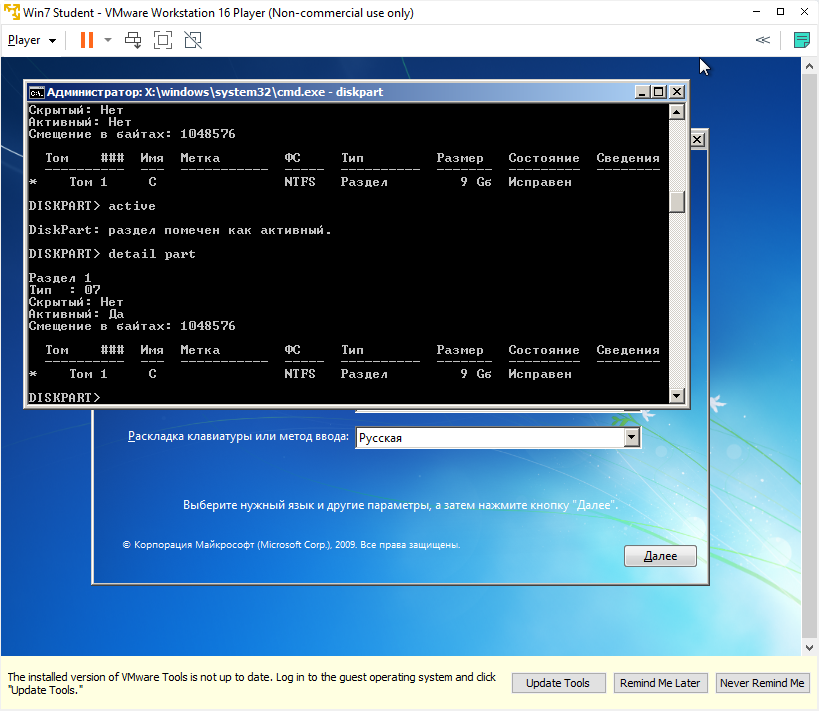 Win7 Student - VMware Workstation 16 Player (Non-commercial use only)
Player
Администратор: X:\windows\system32\cmd.exe - diskpart
Скрытый: Нет
Активный: Нет
Смещение в байтах: 1048576
Том ### Имя Метка ФС Тип Размер Состояние Сведения
---------- --- ----------- ----- ---------- ------- --------- --------
* Том 1 C NTFS Раздел 9 Gб Исправен
DISKPART> active
DiskPart: раздел помечен как активный.
DISKPART> detail part
Раздел 1
Тип : 07
Скрытый: Нет
Активный: Да
Смещение в байтах: 1048576
Том ### Имя Метка ФС Тип Размер Состояние Сведения
---------- --- ----------- ----- ---------- ------- --------- --------
* Том 1 C NTFS Раздел 9 Gб Исправен
DISKPART>
Раскладка клавиатуры или метод ввода: Русская
Выберите нужный язык и другие параметры, а затем нажмите кнопку "Далее".
© Корпорация Майкрософт (Microsoft Corp.), 2009. Все права защищены.
Далее
The installed version of VMware Tools is not up to date. Log in to the guest operating system and click
"Update Tools."
Update Tools Remind Me Later Never Remind Me